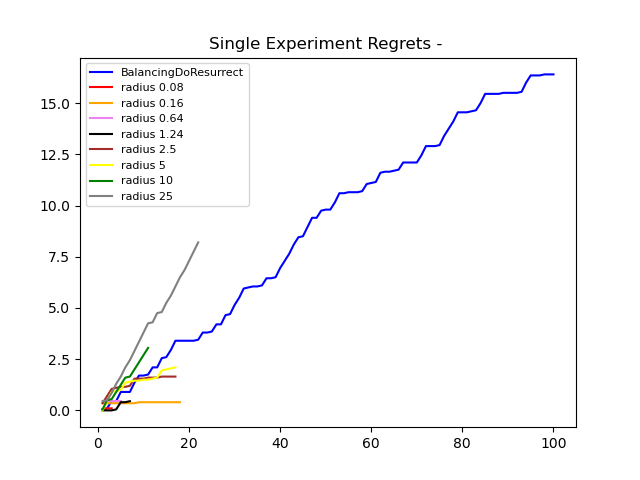 Single Experiment Regrets -
BalancingDoResurrect
radius 0.08
radius 0.16
radius 0.64
radius 1.24
radius 2.5
radius 5
radius 10
radius 25
15.0
12.5
10.0
7.5
5.0
2.5
0.0
0 20 40 60 80 100